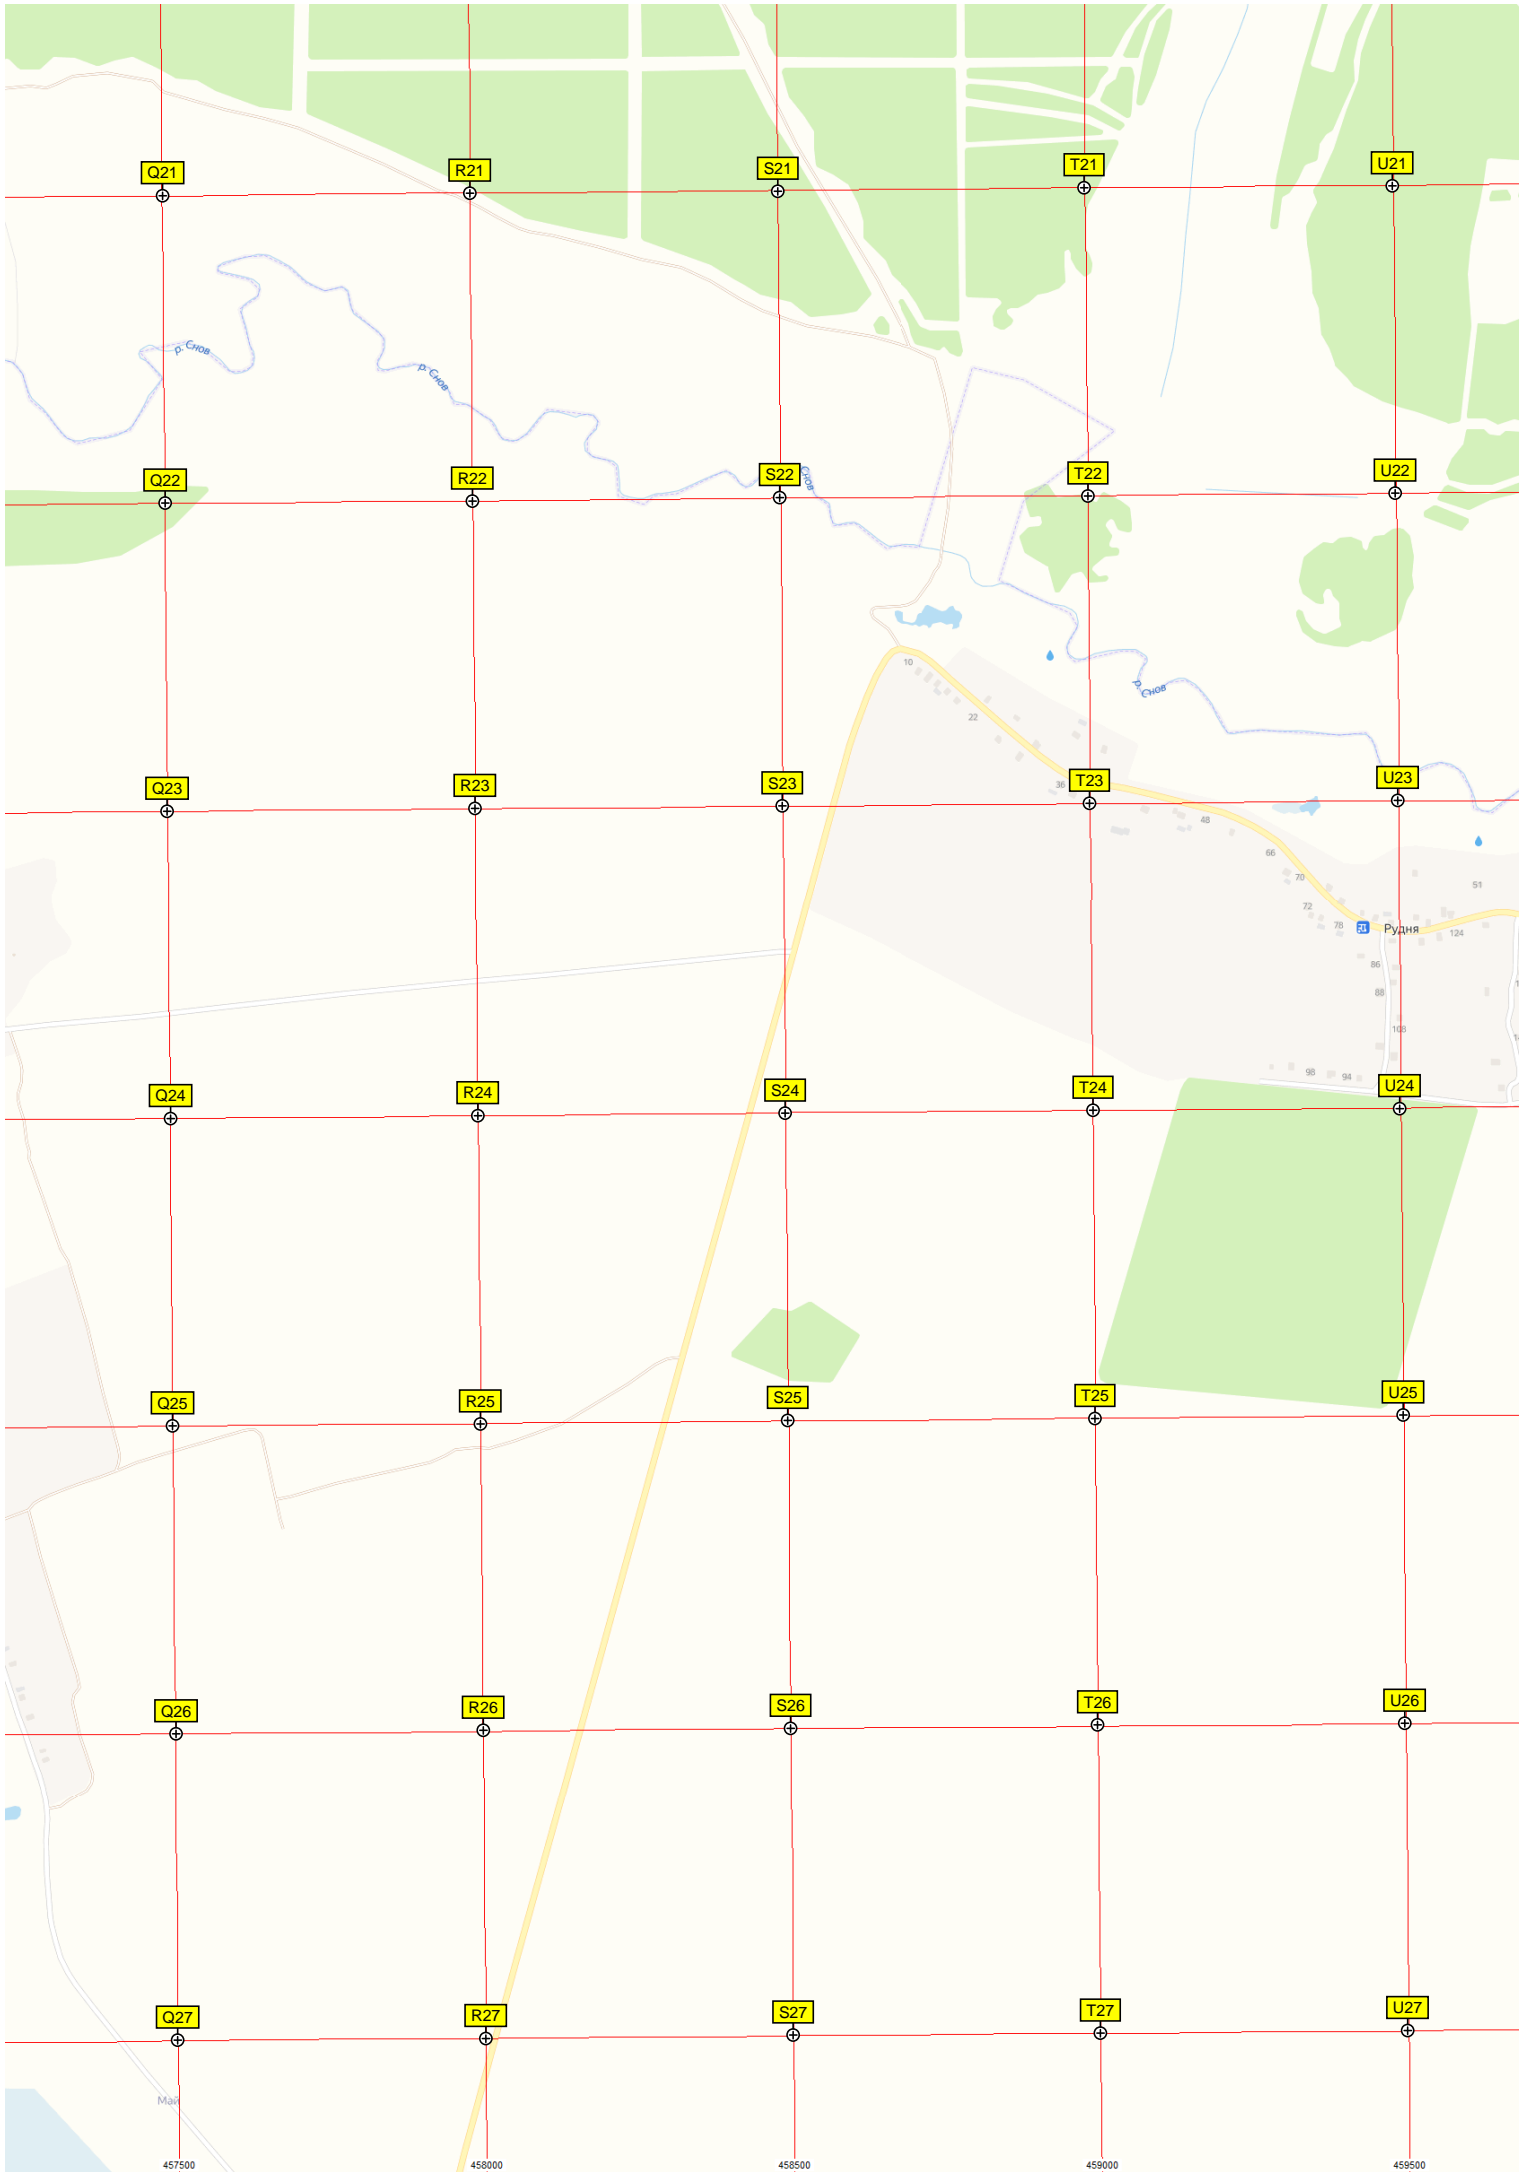 Q21 R21 S21 T21 U21
р. Снов
р. Снов
Q22 R22 S22 Снов T22 U22
10
р. Снов
22
Q23 R23 S23 36 T23 U23
48
66
70
51
72
78 Рудня 124
86
88
108
98 94
Q24 R24 S24 T24 U24
Q25 R25 S25 T25 U25
Q26 R26 S26 T26 U26
Q27 R27 S27 T27 U27
Май
457500 458000 458500 459000 459500